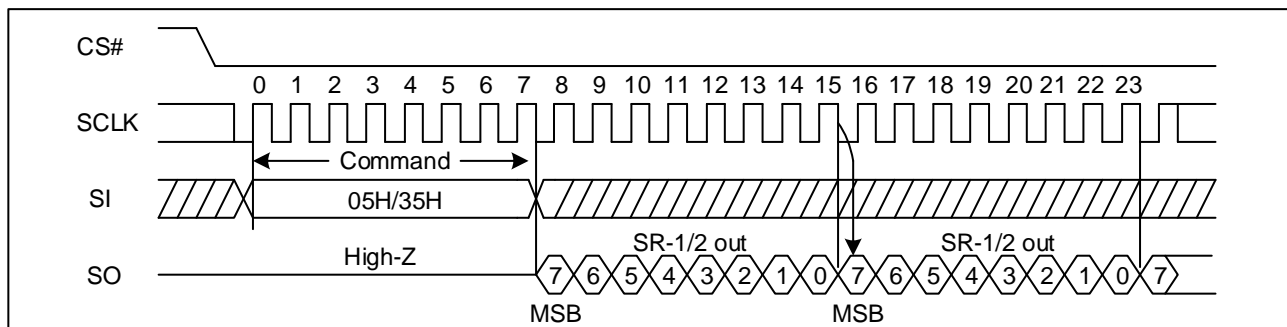 CS#
0 1 2 3 4 5 6 7 8 9 10 11 12 13 14 15 16 17 18 19 20 21 22 23
SCLK
Command
SI
05H/35H
High-Z
SR-1/2 out
SR-1/2 out
SO
7 6 5 4 3 2 1 0 7 6 5 4 3 2 1 0 7
MSB
MSB